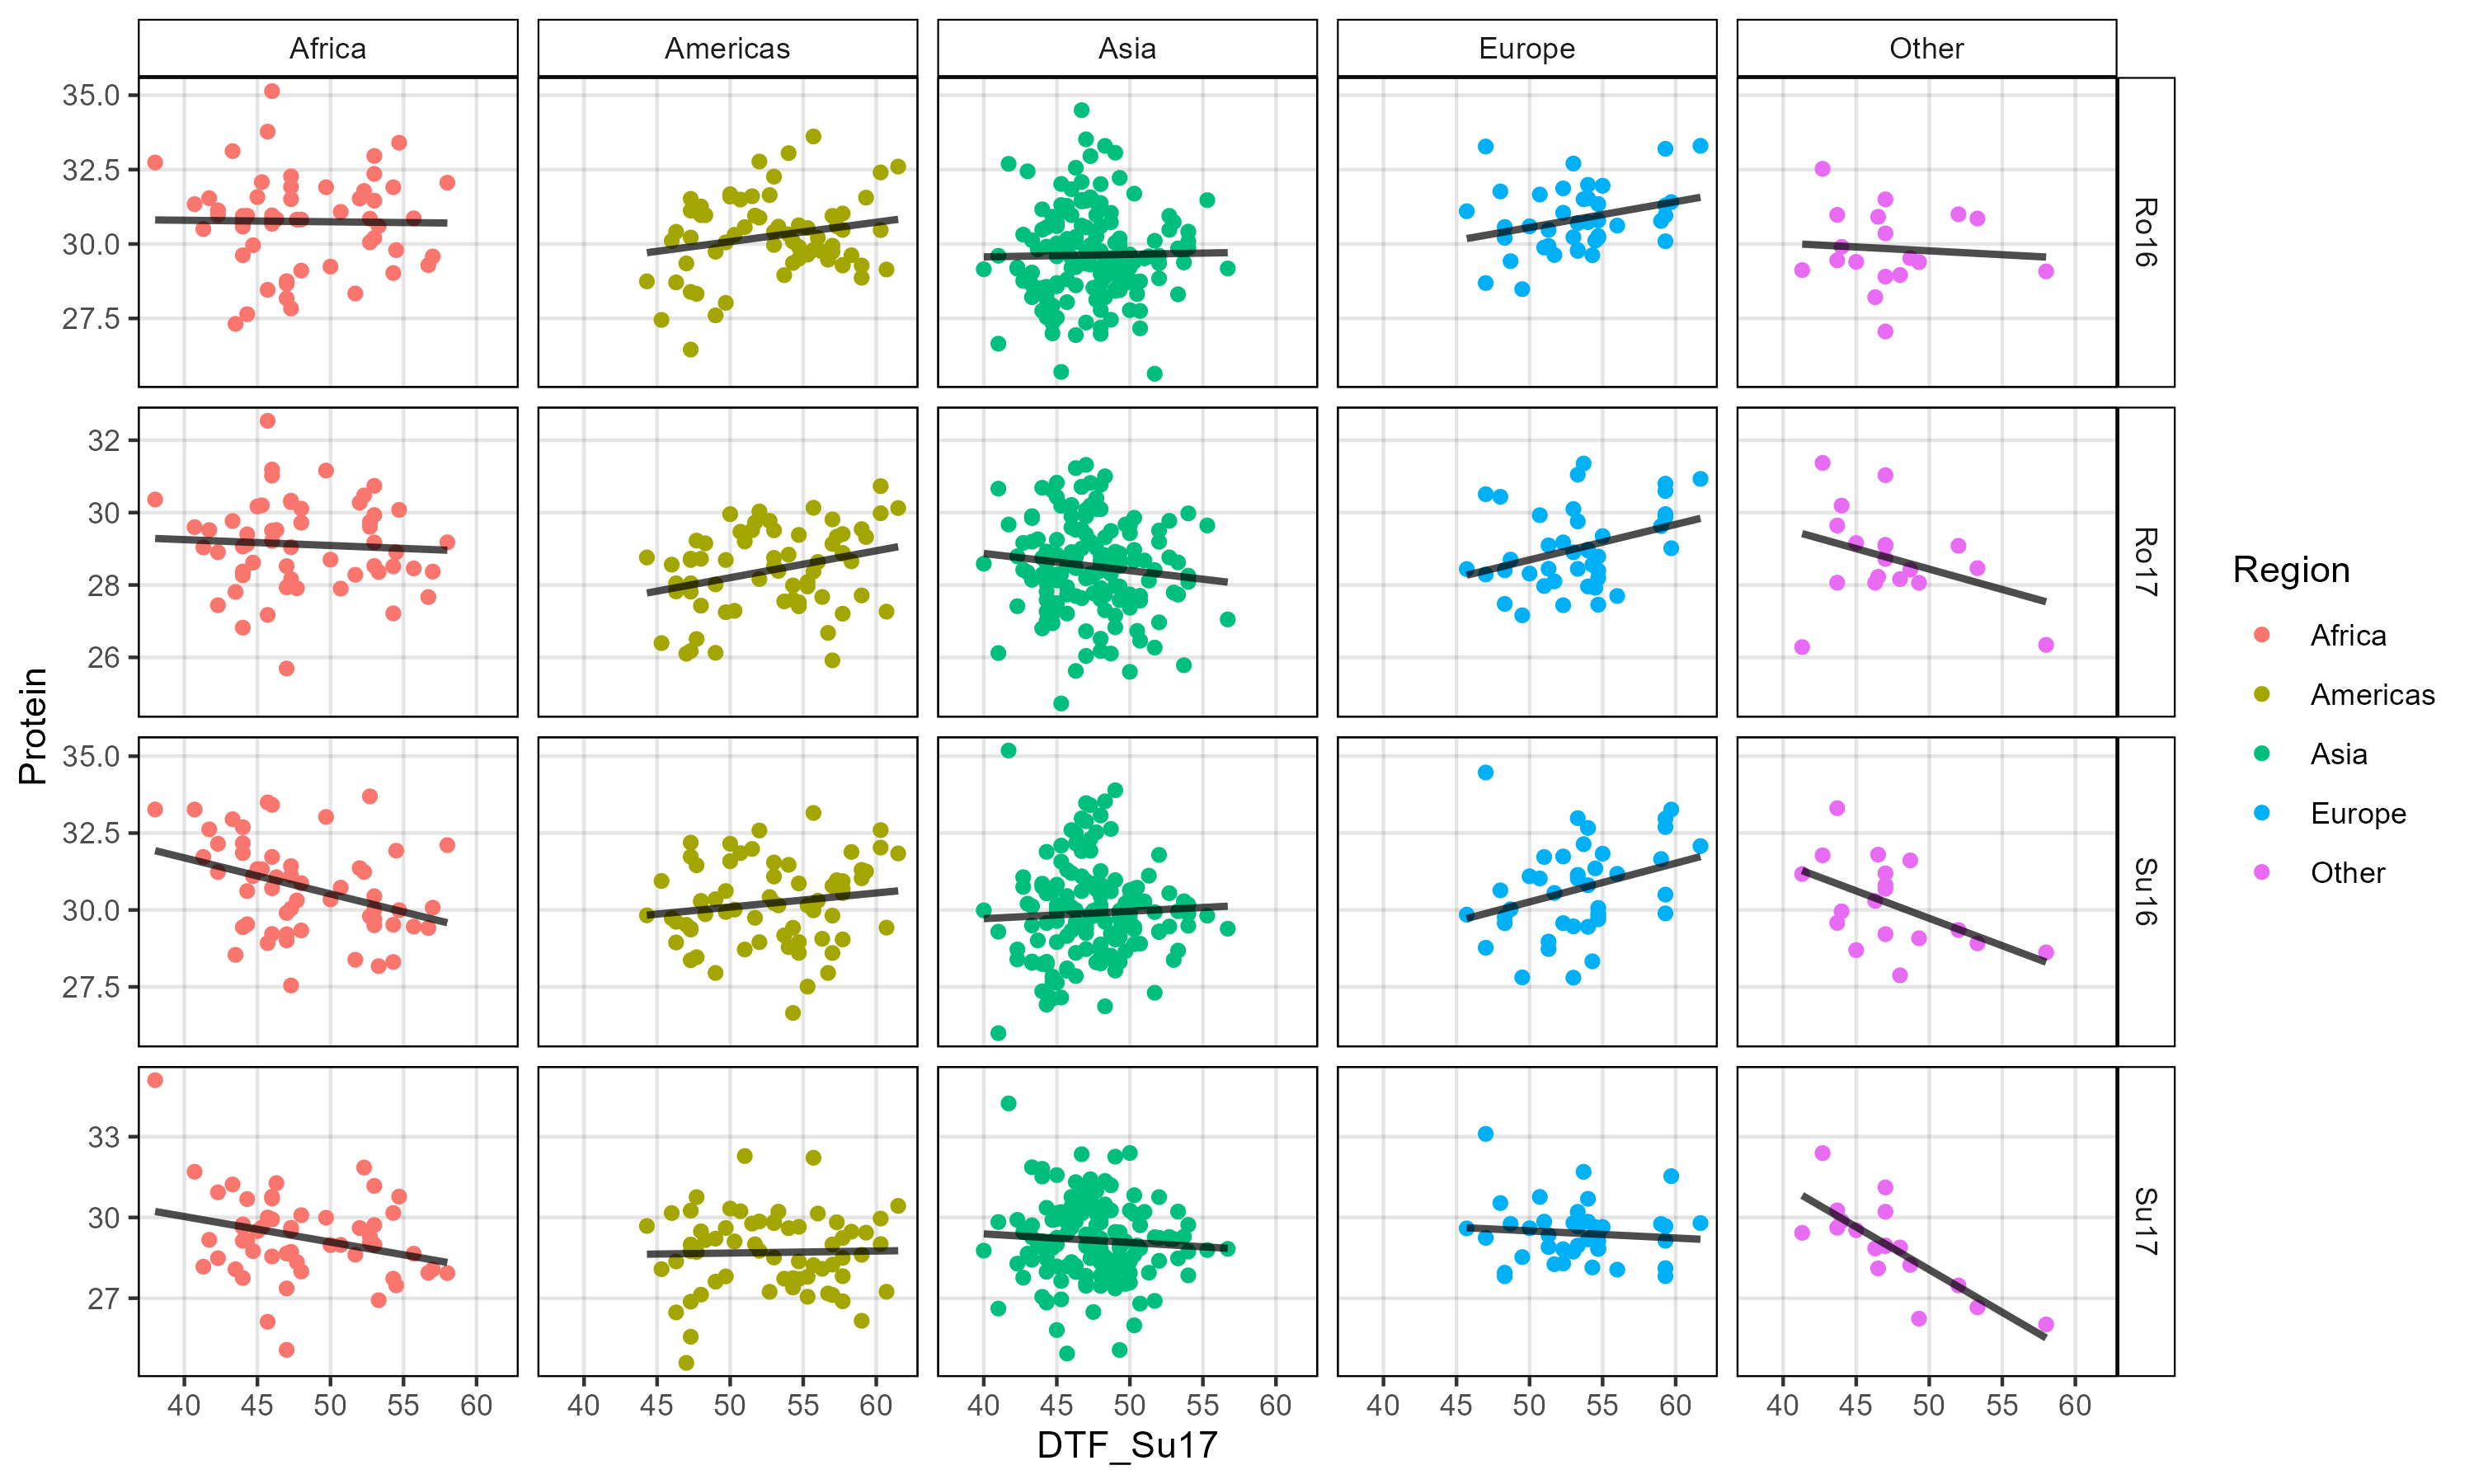 Africa Americas Asia Europe Other
35.0
32.5
30.0
27.5
Ro16
32
30
28
26
Ro17
35.0
32.5
30.0
27.5
Su16
33
30
27
Su17
40 45 50 55 60 40 45 50 55 60 40 45 50 55 60 40 45 50 55 60 40 45 50 55 60
DTF_Su17
Protein
Region
Africa
Americas
Asia
Europe
Other